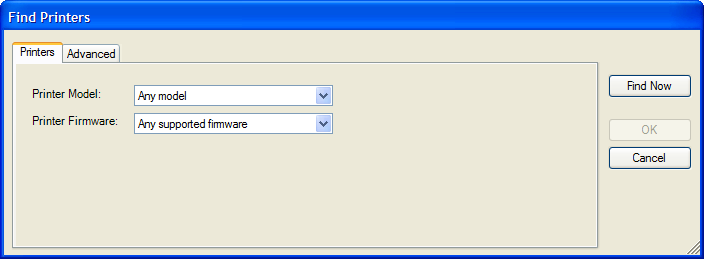 Find Printers
Printers Advanced
Printer Model: Any model
Printer Firmware: Any supported firmware
Find Now
OK
Cancel